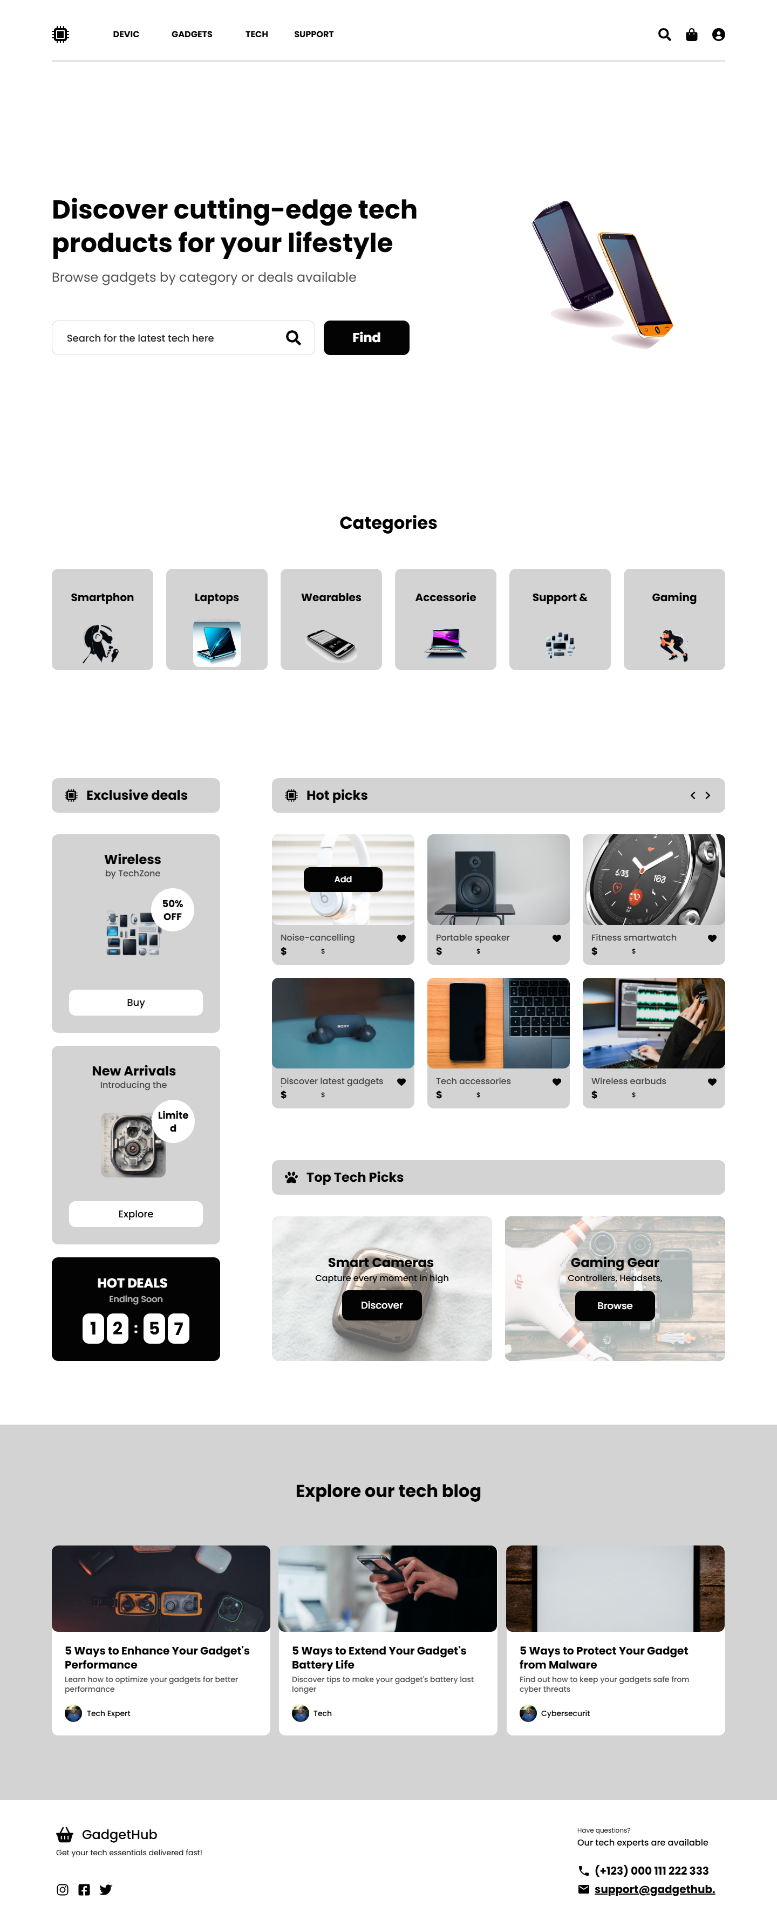 DEVIC GADGETS TECH SUPPORT
Discover cutting-edge tech
products for your lifestyle
Browse gadgets by category or deals available
Search for the latest tech here
Find
Categories
Smartphon
Laptops
Wearables
Accessorie
Support &
Gaming
Exclusive deals
Wireless
by TechZone
50%
OFF
Buy
New Arrivals
Introducing the
Limite
d
Explore
HOT DEALS
Ending Soon
12:57
Hot picks
Add
Noise-cancelling
$ $
Portable speaker
$ $
Fitness smartwatch
$ $
Discover latest gadgets
$ $
Tech accessories
$ $
Wireless earbuds
$ $
Top Tech Picks
Smart Cameras
Capture every moment in high
Discover
Gaming Gear
Controllers, Headsets,
Browse
Explore our tech blog
5 Ways to Enhance Your Gadget's
Performance
Learn how to optimize your gadgets for better
performance
Tech Expert
5 Ways to Extend Your Gadget's
Battery Life
Discover tips to make your gadget's battery last
longer
Tech
5 Ways to Protect Your Gadget
from Malware
Find out how to keep your gadgets safe from
cyber threats
Cybersecurit
GadgetHub
Get your tech essentials delivered fast!
Have questions?
Our tech experts are available
(+123) 000 111 222 333
support@gadgethub.